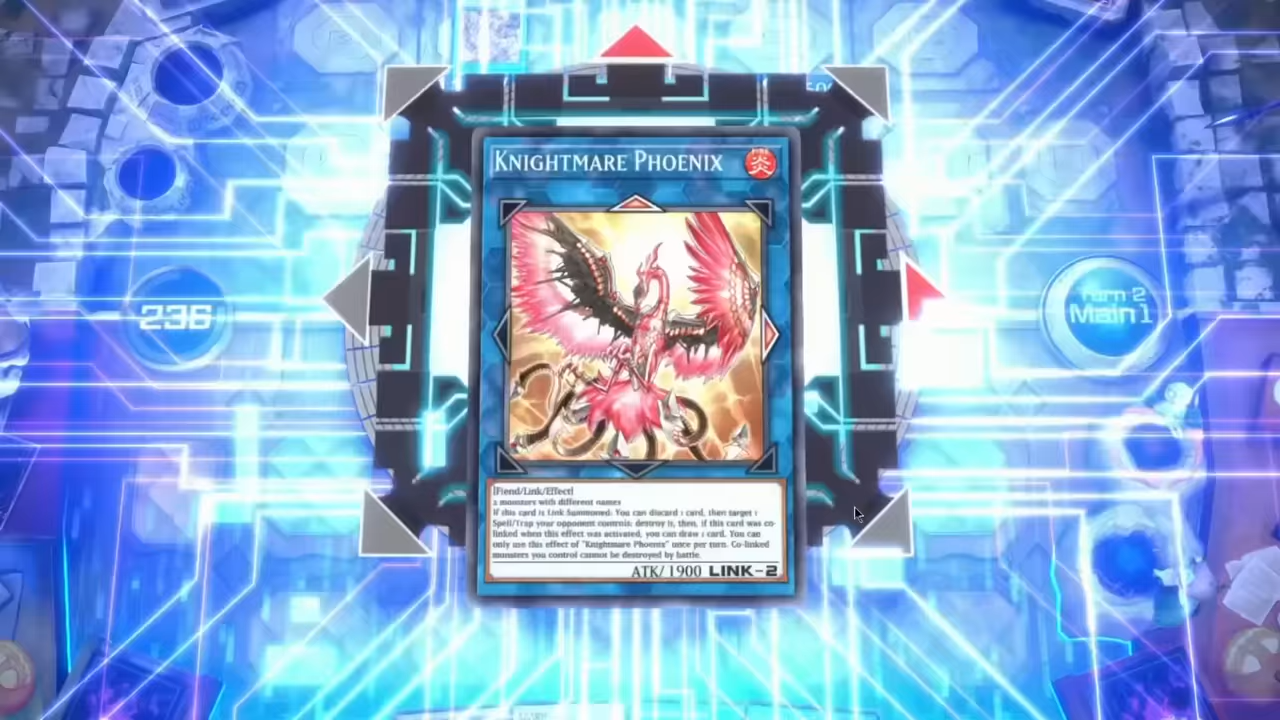 KNIGHTMARE PHOENIX
炎
236
Turn 2
Main1
[Fiend/Link/Effect]
2 monsters with different names
If this card is Link Summoned: You can discard 1 card, then target 1
Spell/Trap your opponent controls; destroy it, then, if this card was co-
linked when this effect was activated, you can draw 1 card. You can
only use this effect of "Knightmare Phoenix" once per turn. Co-linked
monsters you control cannot be destroyed by battle.
ATK/1900 LINK-2